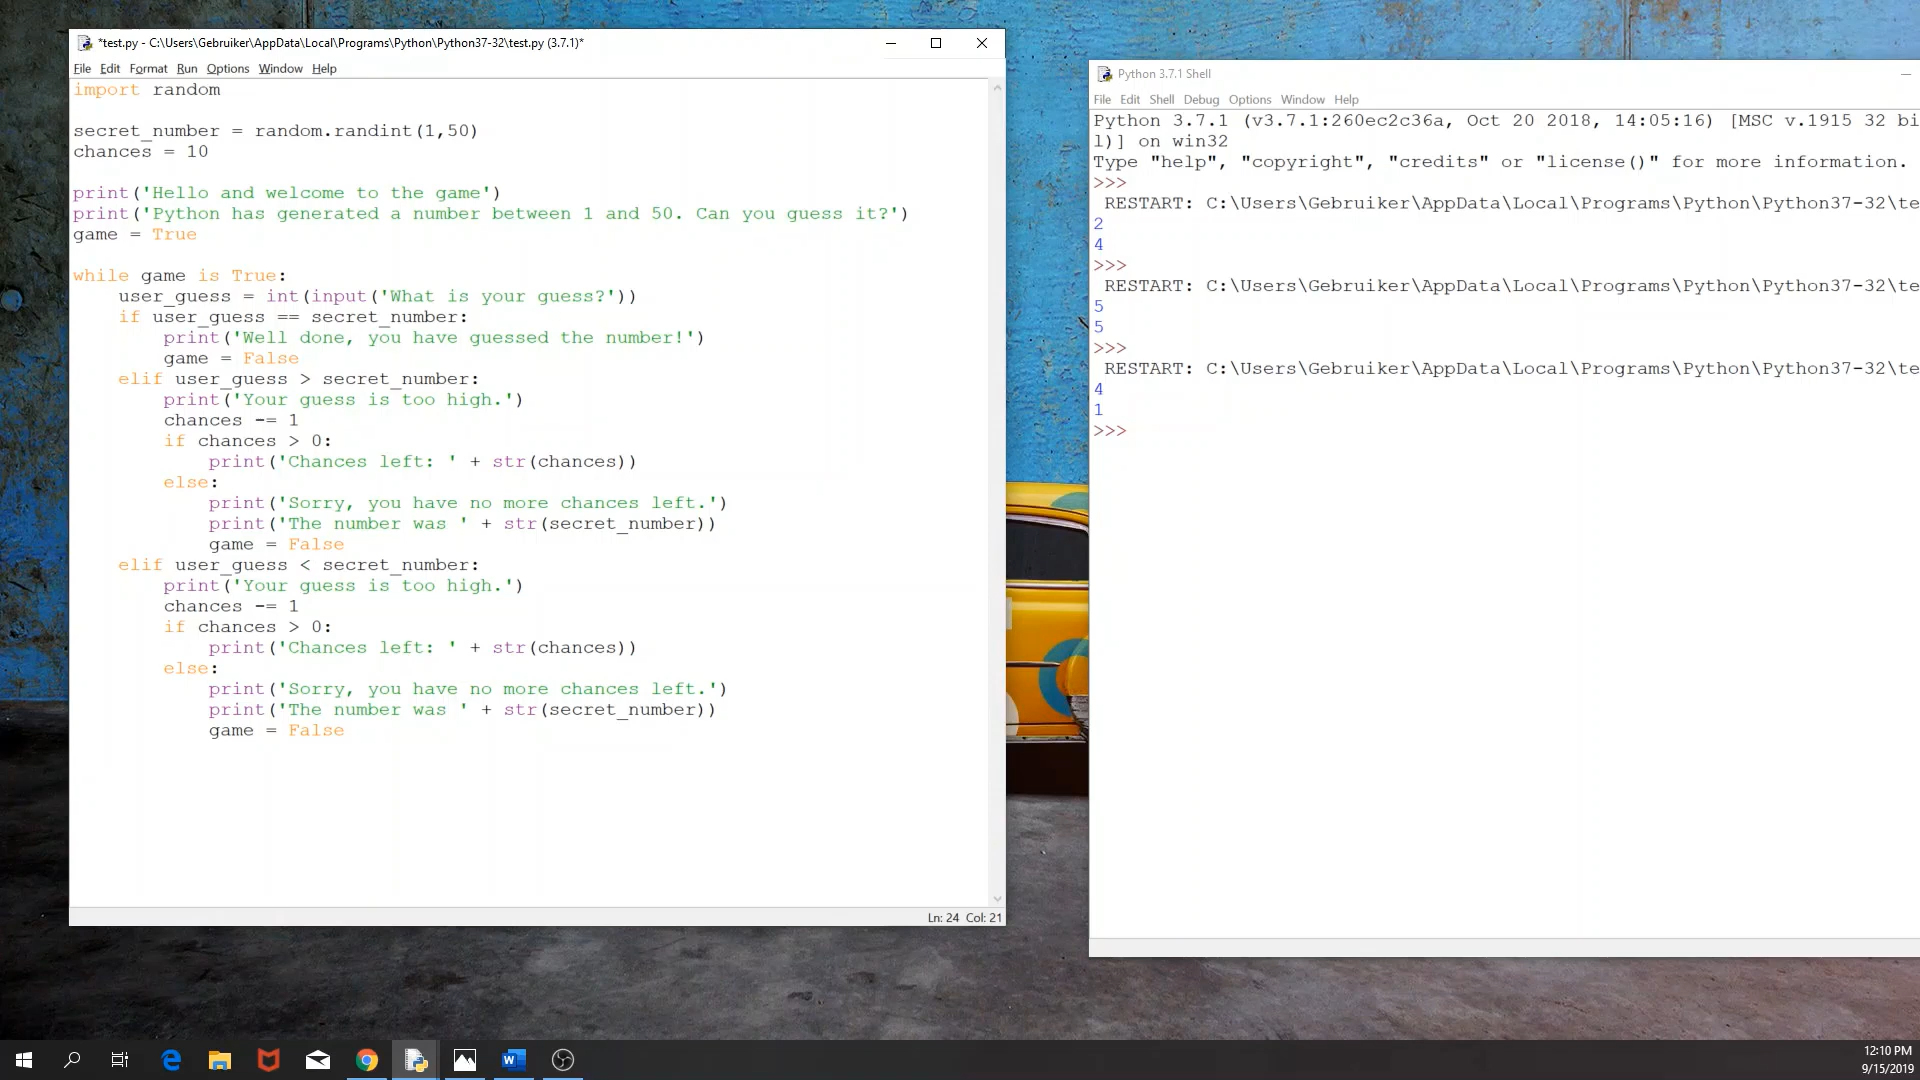 *test.py - C:\Users\Gebruiker\AppData\Local\Programs\Python\Python37-32\test.py (3.7.1)*
File Edit Format Run Options Window Help
import random
secret_number = random.randint(1,50)
chances = 10
print('Hello and welcome to the game')
print('Python has generated a number between 1 and 50. Can you guess it?')
game = True
while game is True:
    user_guess = int(input('What is your guess?'))
    if user_guess == secret_number:
        print('Well done, you have guessed the number!')
        game = False
    elif user_guess > secret_number:
        print('Your guess is too high.')
        chances -= 1
        if chances > 0:
            print('Chances left: ' + str(chances))
        else:
            print('Sorry, you have no more chances left.')
            print('The number was ' + str(secret_number))
            game = False
    elif user_guess < secret_number:
        print('Your guess is too high.')
        chances -= 1
        if chances > 0:
            print('Chances left: ' + str(chances))
        else:
            print('Sorry, you have no more chances left.')
            print('The number was ' + str(secret_number))
            game = False
Ln: 24 Col: 21
Python 3.7.1 Shell
File Edit Shell Debug Options Window Help
Python 3.7.1 (v3.7.1:260ec2c36a, Oct 20 2018, 14:05:16) [MSC v.1915 32 bi
l)] on win32
Type "help", "copyright", "credits" or "license()" for more information.
>>>
 RESTART: C:\Users\Gebruiker\AppData\Local\Programs\Python\Python37-32\te
2
4
>>>
 RESTART: C:\Users\Gebruiker\AppData\Local\Programs\Python\Python37-32\te
5
5
>>>
 RESTART: C:\Users\Gebruiker\AppData\Local\Programs\Python\Python37-32\te
4
1
>>>
12:10 PM
9/15/2019